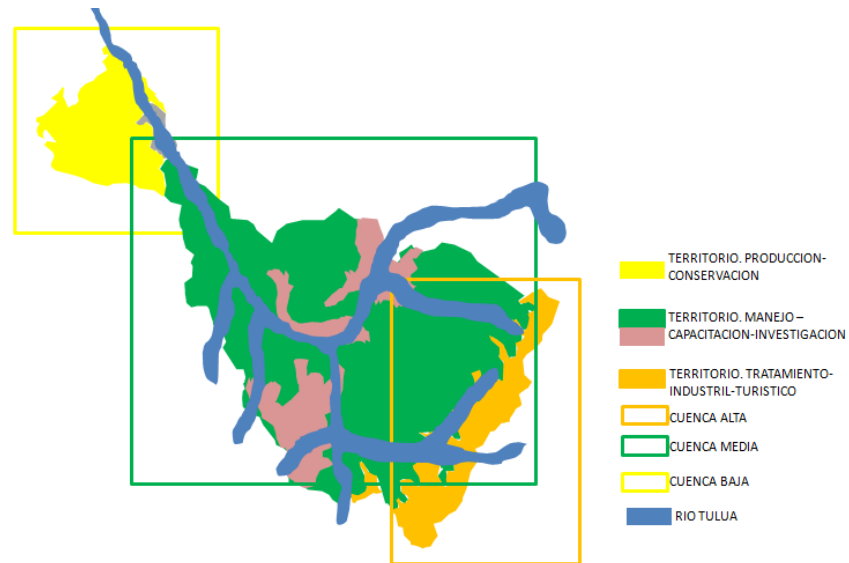 TERRITORIO. PRODUCCION-
CONSERVACION
TERRITORIO. MANEJO –
CAPACITACION-INVESTIGACION
TERRITORIO. TRATAMIENTO-
INDUSTRIL-TURISTICO
CUENCA ALTA
CUENCA MEDIA
CUENCA BAJA
RIO TULUA